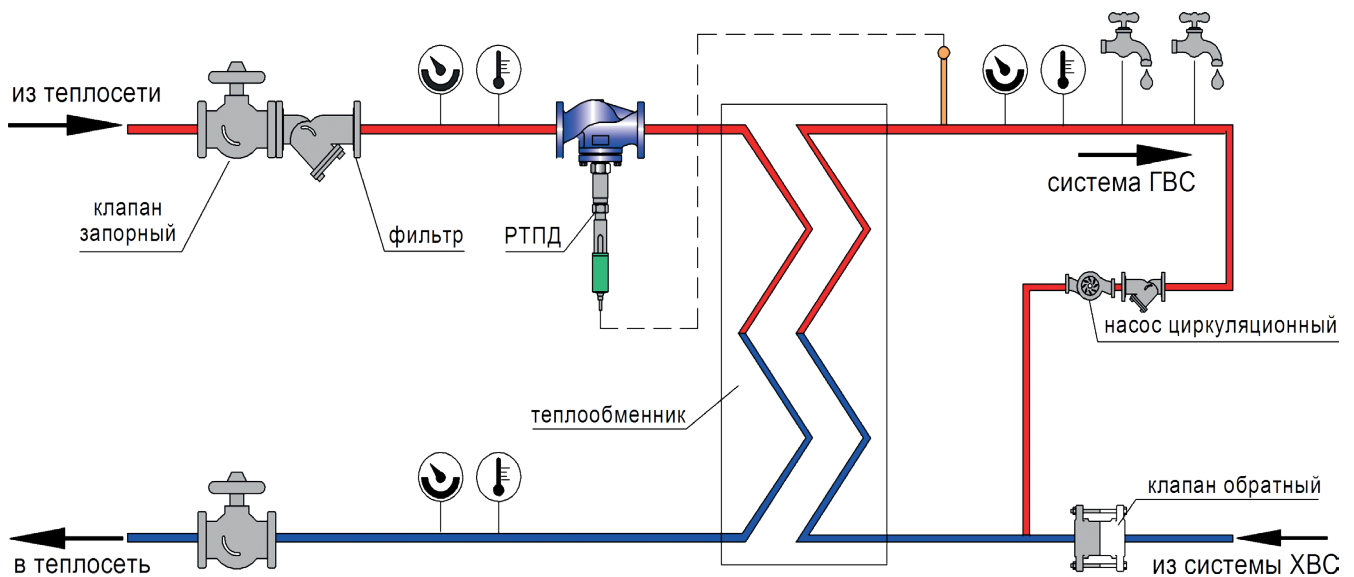 из теплосети
клапан
запорный
фильтр
РТПД
система ГВС
насос циркуляционный
теплообменник
клапан обратный
в теплосеть
из системы ХВС